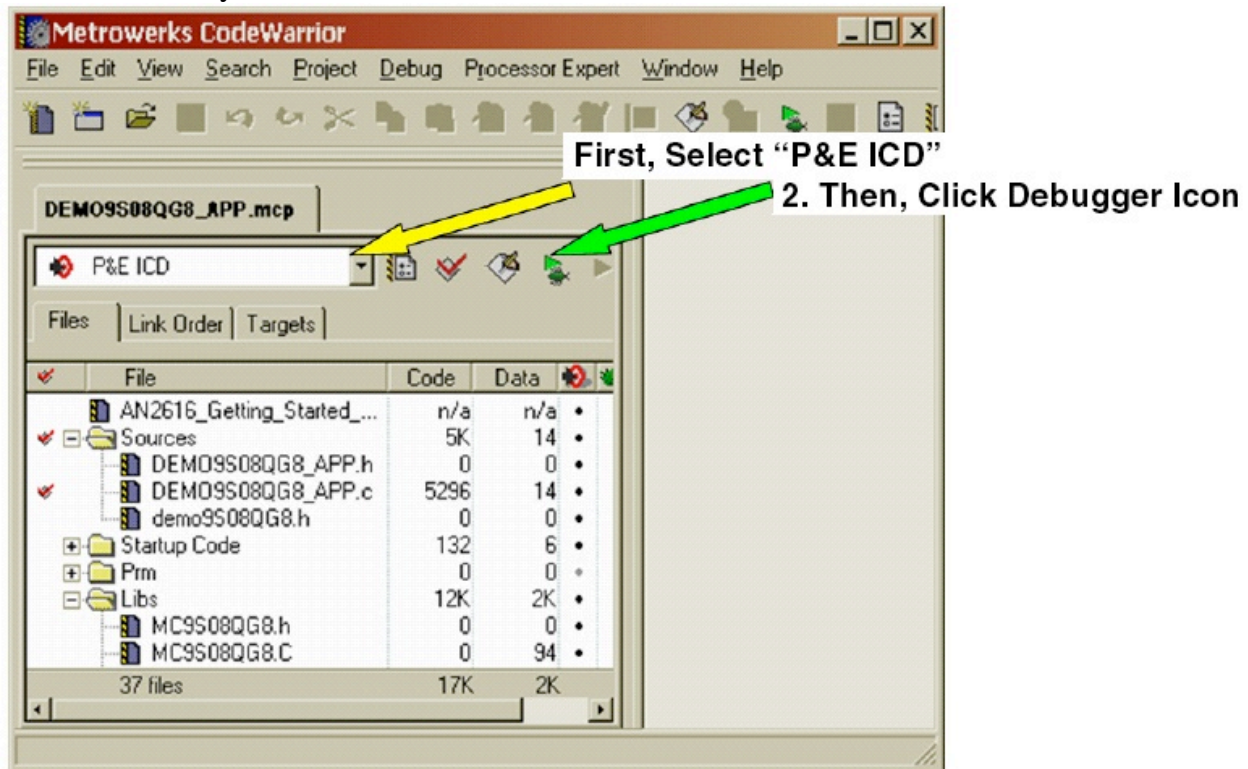 Metrowerks CodeWarrior
File Edit View Search Project Debug Processor Expert Window Help
First, Select “P&E ICD”
2. Then, Click Debugger Icon
DEMO9S08QG8_APP.mcp
P&E ICD
Files Link Order Targets
File Code Data
AN2616_Getting_Started_... n/a n/a
Sources 5K 14
DEMO9S08QG8_APP.h 0 0
DEMO9S08QG8_APP.c 5296 14
demo9S08QG8.h 0 0
Startup Code 132 6
Prm 0 0
Libs 12K 2K
MC9S08QG8.h 0 0
MC9S08QG8.C 0 94
37 files 17K 2K